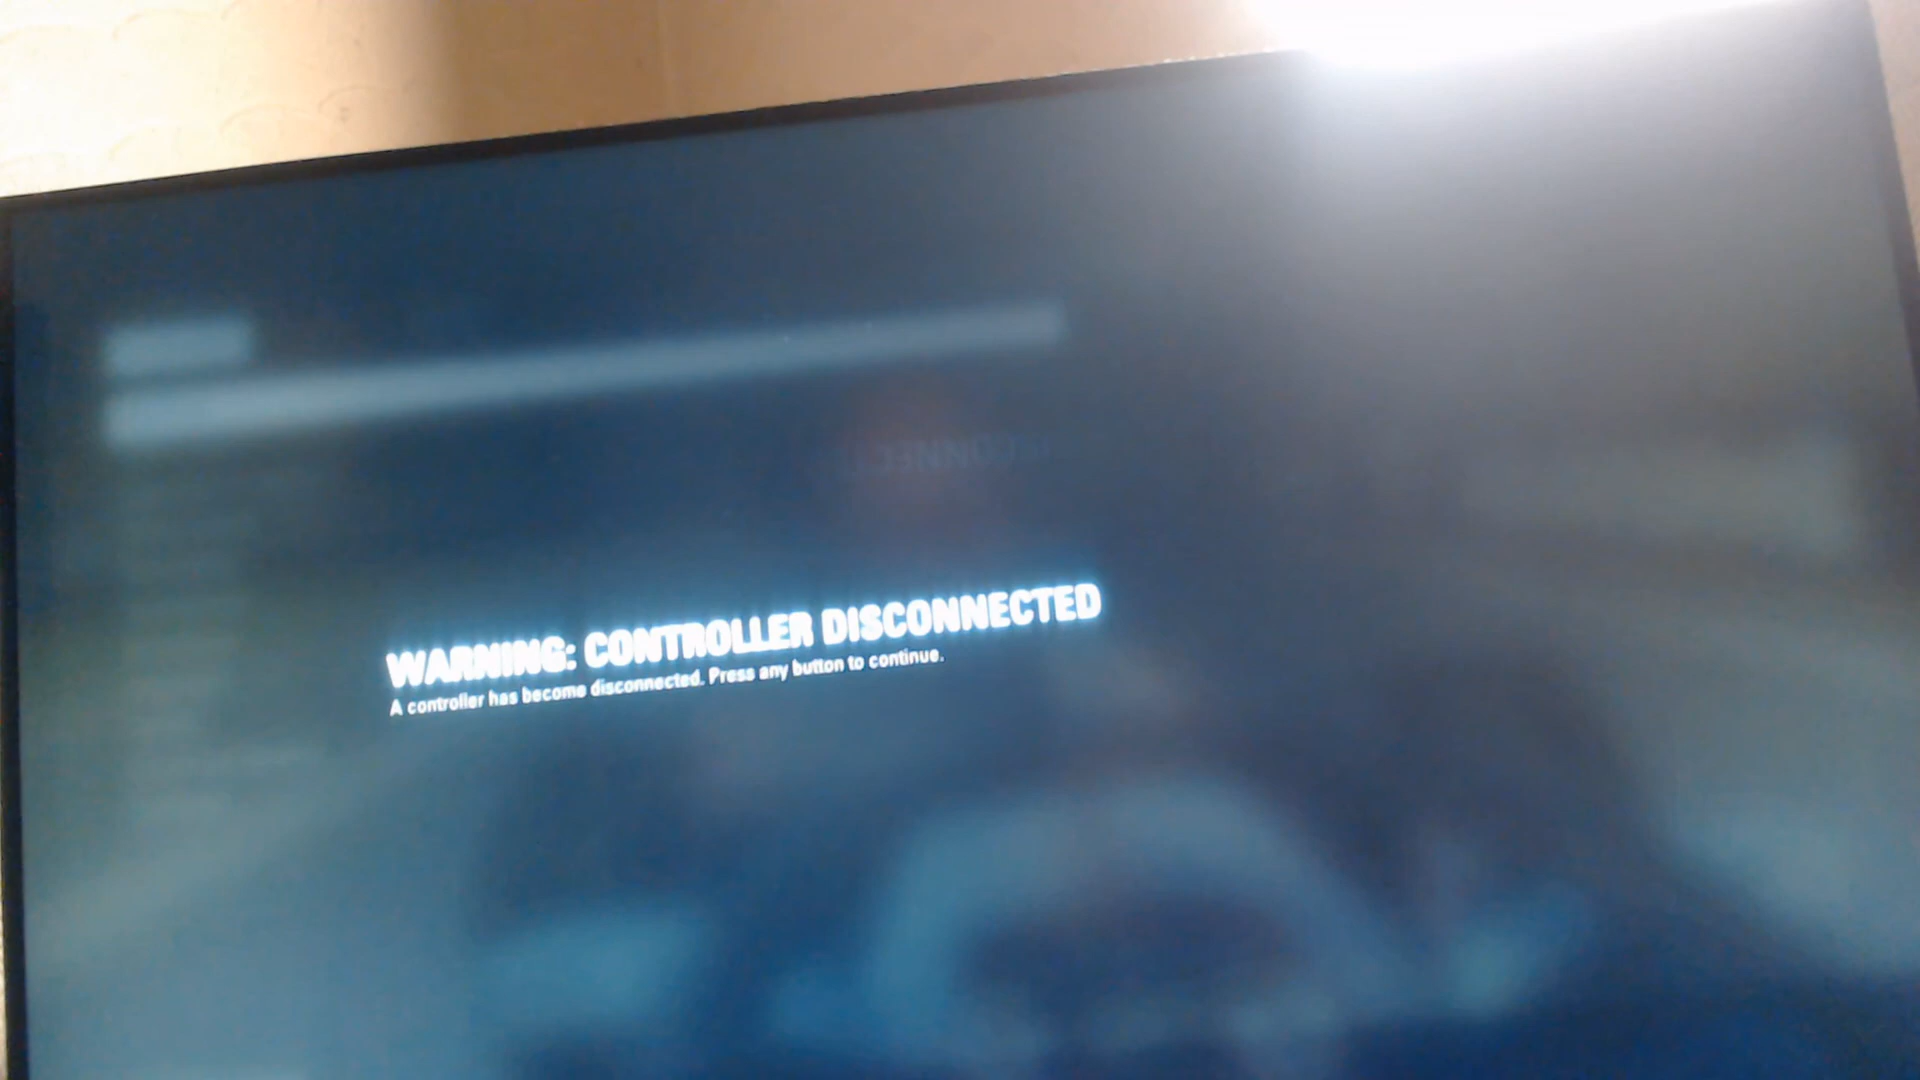 WARNING: CONTROLLER DISCONNECTED
A controller has become disconnected. Press any button to continue.